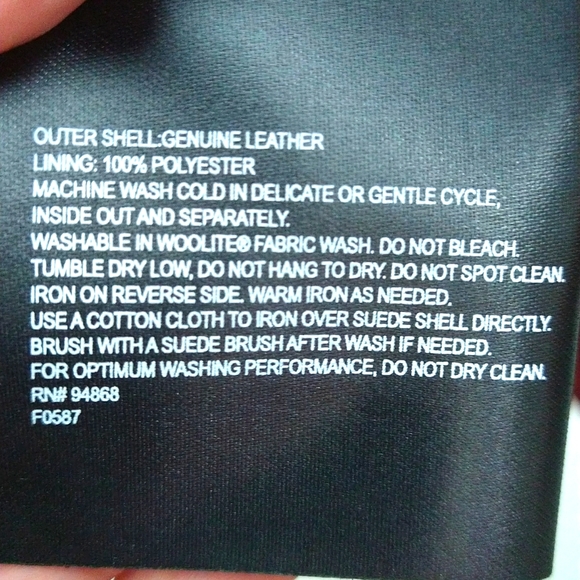 OUTER SHELL:GENUINE LEATHER
LINING: 100% POLYESTER
MACHINE WASH COLD IN DELICATE OR GENTLE CYCLE,
INSIDE OUT AND SEPARATELY.
WASHABLE IN WOOLITE® FABRIC WASH. DO NOT BLEACH.
TUMBLE DRY LOW, DO NOT HANG TO DRY. DO NOT SPOT CLEAN.
IRON ON REVERSE SIDE. WARM IRON AS NEEDED.
USE A COTTON CLOTH TO IRON OVER SUEDE SHELL DIRECTLY.
BRUSH WITH A SUEDE BRUSH AFTER WASH IF NEEDED.
FOR OPTIMUM WASHING PERFORMANCE, DO NOT DRY CLEAN.
RN# 94868
F0587